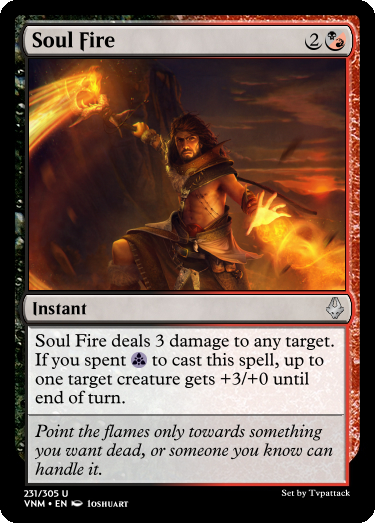 Soul Fire
2
Instant
Soul Fire deals 3 damage to any target.
If you spent to cast this spell, up to
one target creature gets +3/+0 until
end of turn.
Point the flames only towards something
you want dead, or someone you know can
handle it.
231/305 U
VNM • EN Ioshuart
Set by Tvpattack